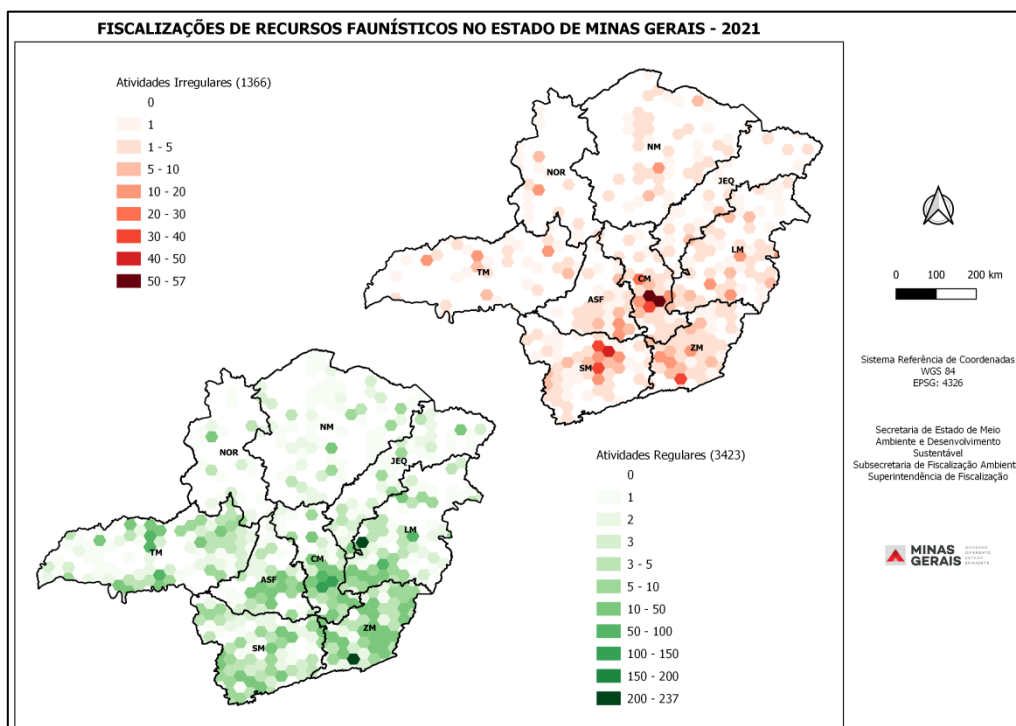 FISCALIZAÇÕES DE RECURSOS FAUNÍSTICOS NO ESTADO DE MINAS GERAIS - 2021
Atividades Irregulares (1366)
0
1
1 - 5
5 - 10
10 - 20
20 - 30
30 - 40
40 - 50
50 - 57
NOR
NM
JEQ
LM
TM
CM
ASF
SM
ZM
NOR
NM
JEQ
LM
TM
CM
ASF
SM
ZM
Atividades Regulares (3423)
0
1
2
3
3 - 5
5 - 10
10 - 50
50 - 100
100 - 150
150 - 200
200 - 237
0 100 200 km
Sistema Referência de Coordenadas
WGS 84
EPSG: 4326
Secretaria de Estado de Meio
Ambiente e Desenvolvimento
Sustentável
Subsecretaria de Fiscalização Ambient
Superintendência de Fiscalização
MINAS
GERAIS
GOVERNO
DIFERENTE
ESTADO
EFICIENTE